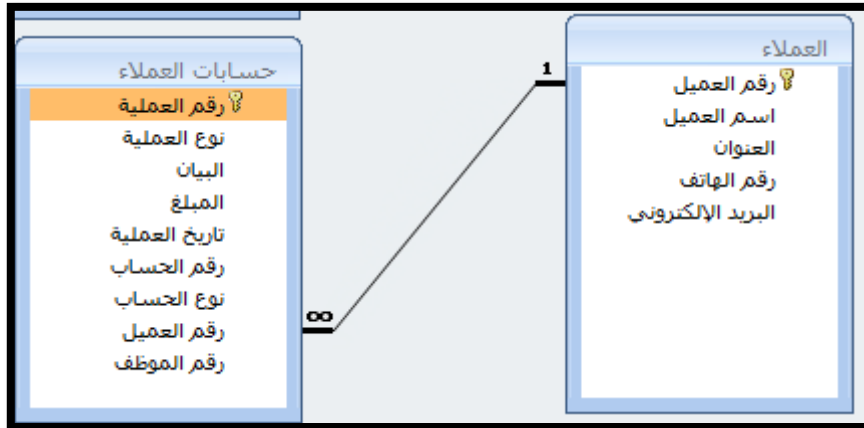 العملاء
رقم العميل
اسم العميل
العنوان
رقم الهاتف
البريد الإلكتروني
1
∞
حسابات العملاء
رقم العملية
نوع العملية
البيان
المبلغ
تاريخ العملية
رقم الحساب
نوع الحساب
رقم العميل
رقم الموظف